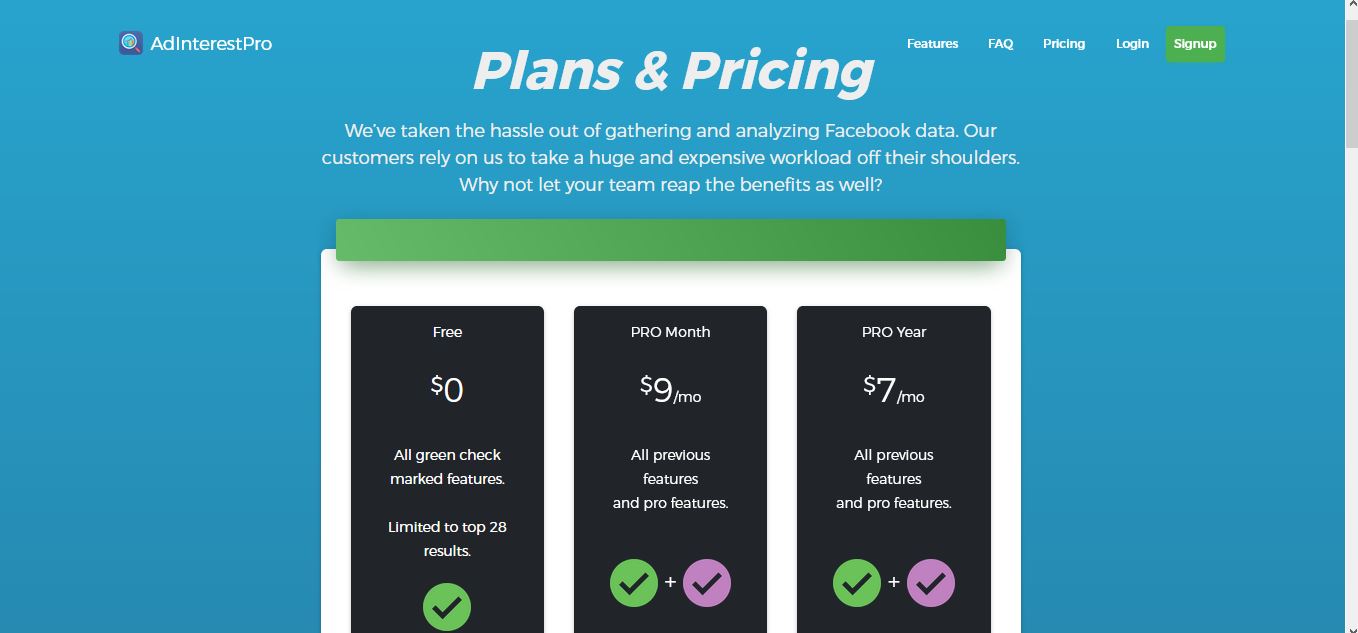 AdInterestPro
Features
FAQ
Pricing
Login
Signup
Plans & Pricing
We've taken the hassle out of gathering and analyzing Facebook data. Our
customers rely on us to take a huge and expensive workload off their shoulders.
Why not let your team reap the benefits as well?
Free
$0
All green check
marked features.
Limited to top 28
results.
PRO Month
$9/mo
All previous
features
and pro features.
+
PRO Year
$7/mo
All previous
features
and pro features.
+